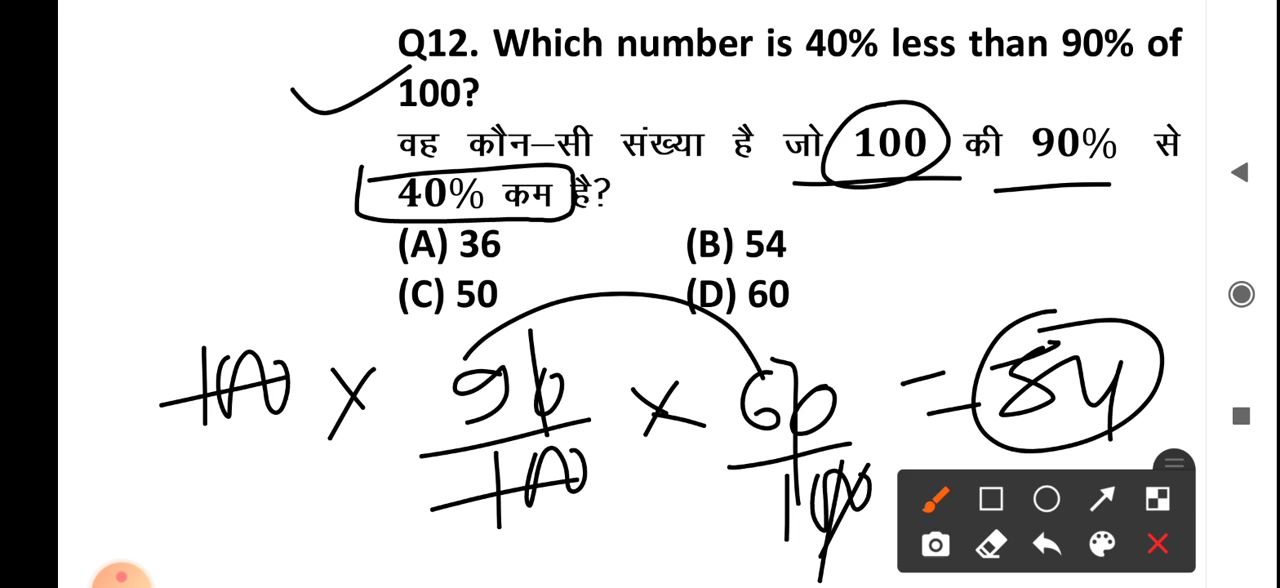 Q12. Which number is 40% less than 90% of
100?
वह कौन–सी संख्या है जो 100 की 90% से
40% कम है?
(A) 36 (B) 54
(C) 50 (D) 60
100 × 90/100 × 60/100 = 54